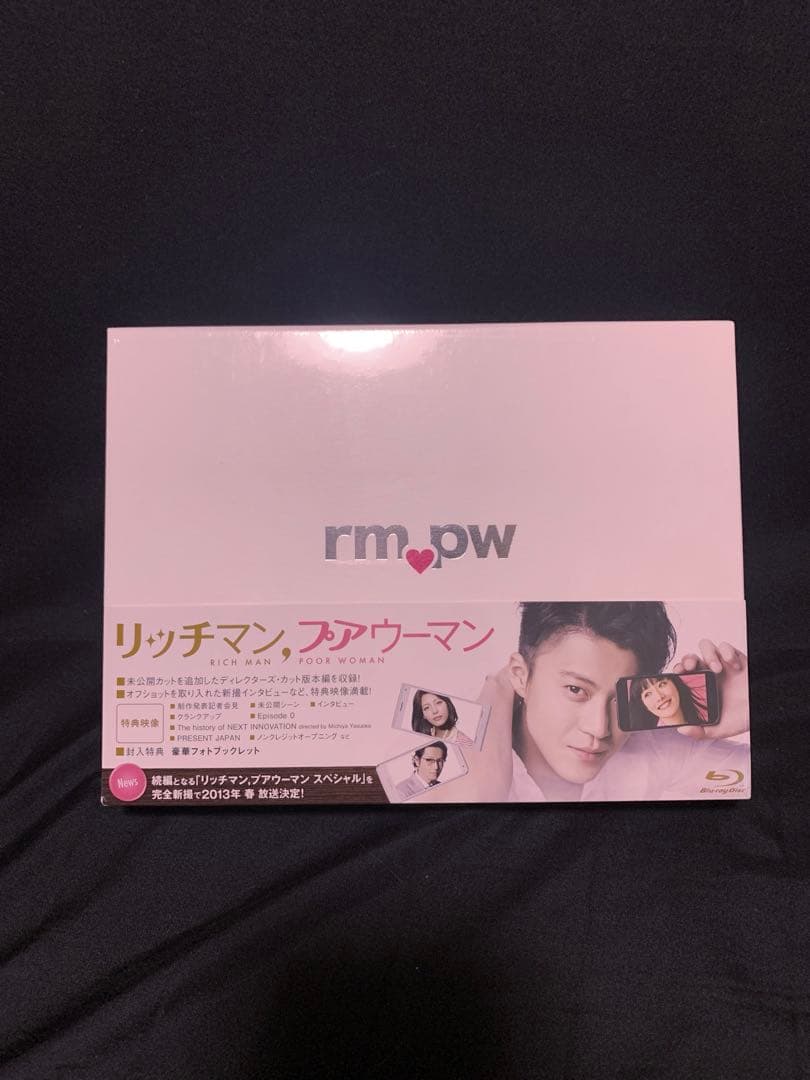 rm♥pw
リッチマン,プアウーマン
RICH MAN POOR WOMAN
■未公開カットを追加したディレクターズ・カット版本編を収録!
■オフショットを取り入れた新撮インタビューなど、特典映像満載!
特典映像
■制作発表記者会見 ■未公開シーン ■インタビュー
■クランクアップ ■Episode 0
■The history of NEXT INNOVATION directed by Michiya Yasuoka
■PRESENT JAPAN ■ノンクレジットオープニング など
■封入特典 豪華フォトブックレット
News
続編となる「リッチマン,プアウーマン スペシャル」を
完全新撮で2013年 春 放送決定!
Blu-ray Disc